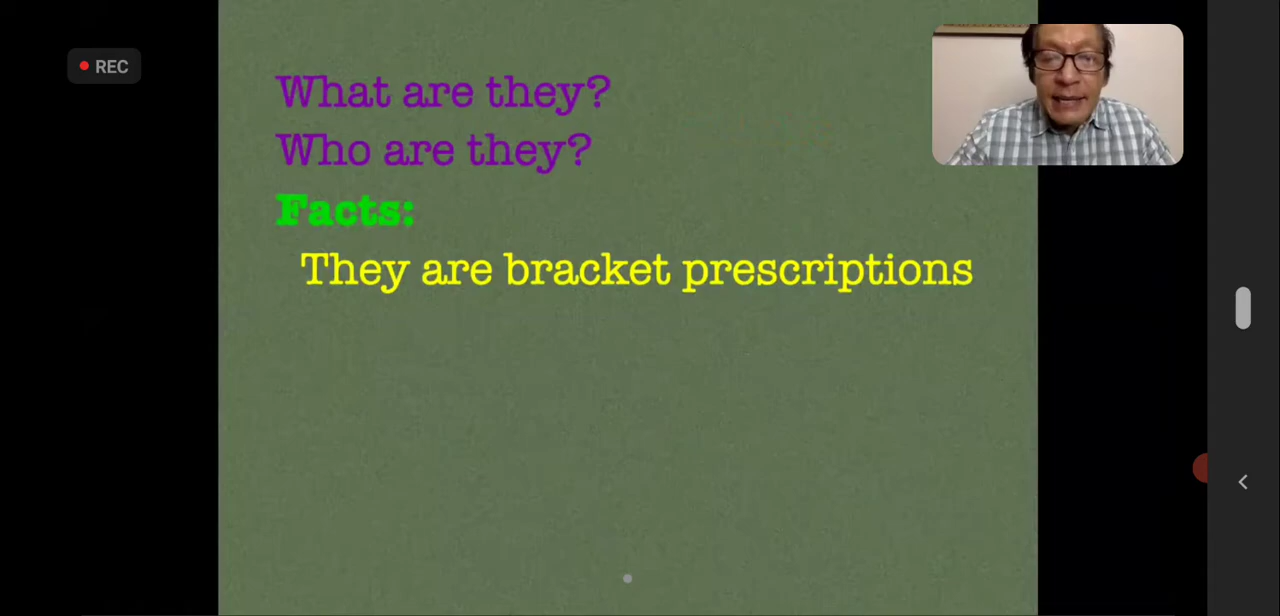 REC
What are they?
Who are they?
Facts:
They are bracket prescriptions